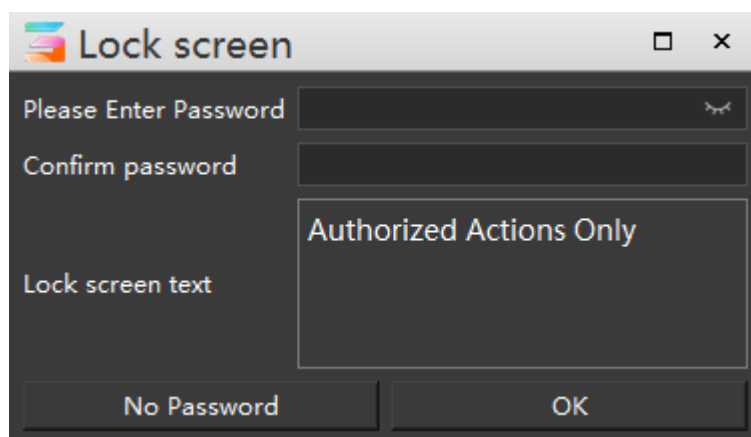 Lock screen
Please Enter Password
Confirm password
Authorized Actions Only
Lock screen text
No Password
OK